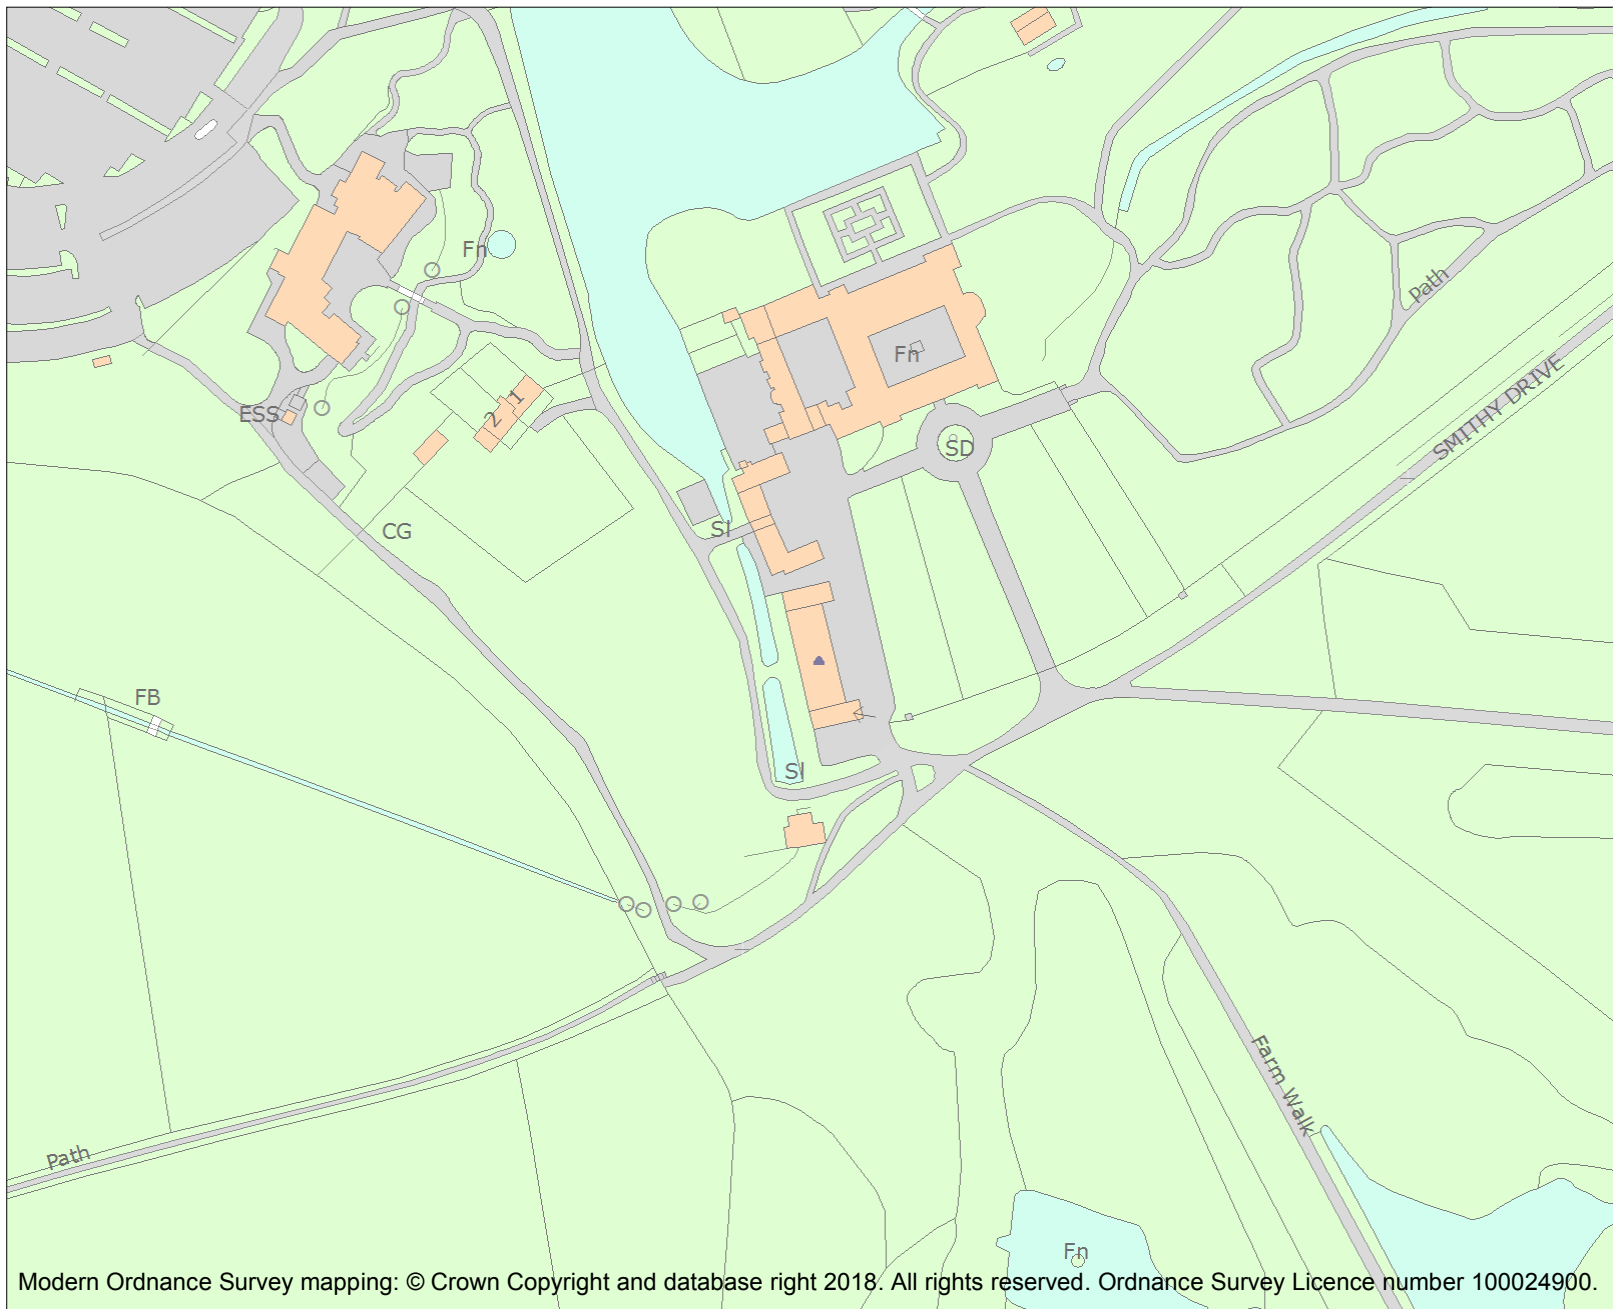 Fn
Path
Fn
SMITHY DRIVE
1
2
ESS
SD
Sl
CG
FB
Sl
Farm Walk
Path
Fn
Modern Ordnance Survey mapping: © Crown Copyright and database right 2018. All rights reserved. Ordnance Survey Licence number 100024900.